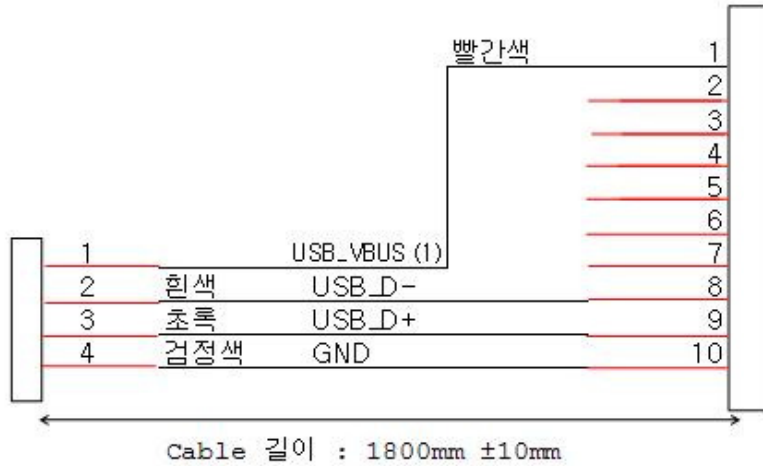 빨간색 1
2
3
4
5
6
1 USB_VBUS (1) 7
2 흰색 USB_D- 8
3 초록 USB_D+ 9
4 검정색 GND 10
Cable 길이 : 1800mm ±10mm